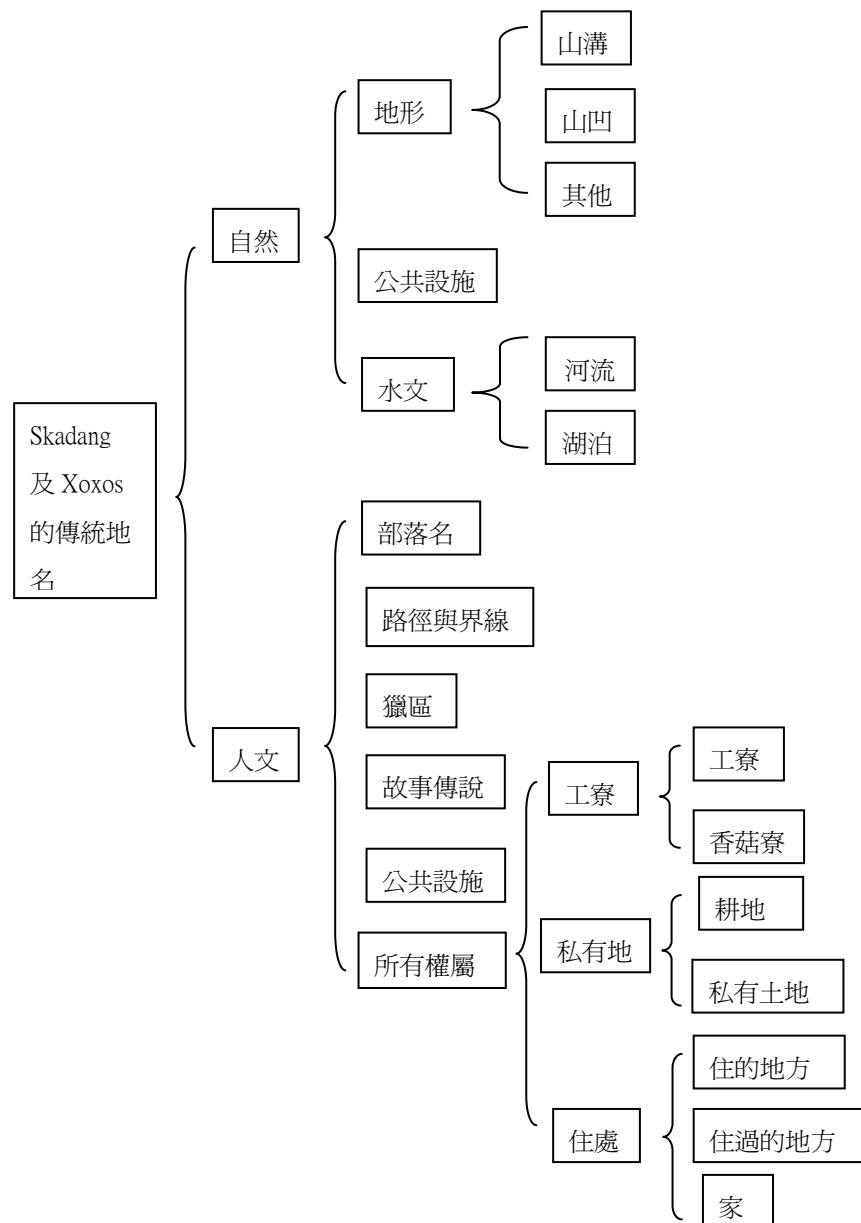 Skadang
及 Xoxos
的傳統地
名
自然
地形
山溝
山凹
其他
公共設施
水文
河流
湖泊
人文
部落名
路徑與界線
獵區
故事傳說
公共設施
所有權屬
工寮
工寮
香菇寮
私有地
耕地
私有土地
住處
住的地方
住過的地方
家